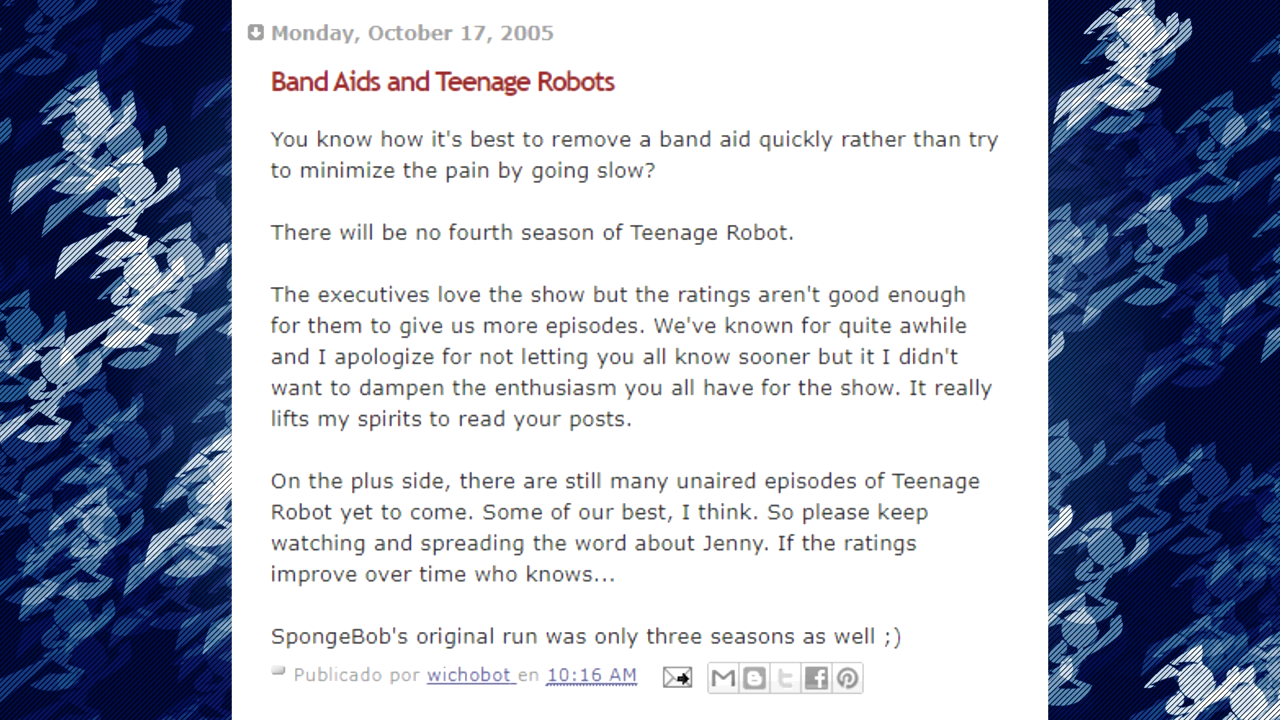 Monday, October 17, 2005
Band Aids and Teenage Robots
You know how it's best to remove a band aid quickly rather than try
to minimize the pain by going slow?
There will be no fourth season of Teenage Robot.
The executives love the show but the ratings aren't good enough
for them to give us more episodes. We've known for quite awhile
and I apologize for not letting you all know sooner but it I didn't
want to dampen the enthusiasm you all have for the show. It really
lifts my spirits to read your posts.
On the plus side, there are still many unaired episodes of Teenage
Robot yet to come. Some of our best, I think. So please keep
watching and spreading the word about Jenny. If the ratings
improve over time who knows...
SpongeBob's original run was only three seasons as well ;)
Publicado por wichobot en 10:16 AM